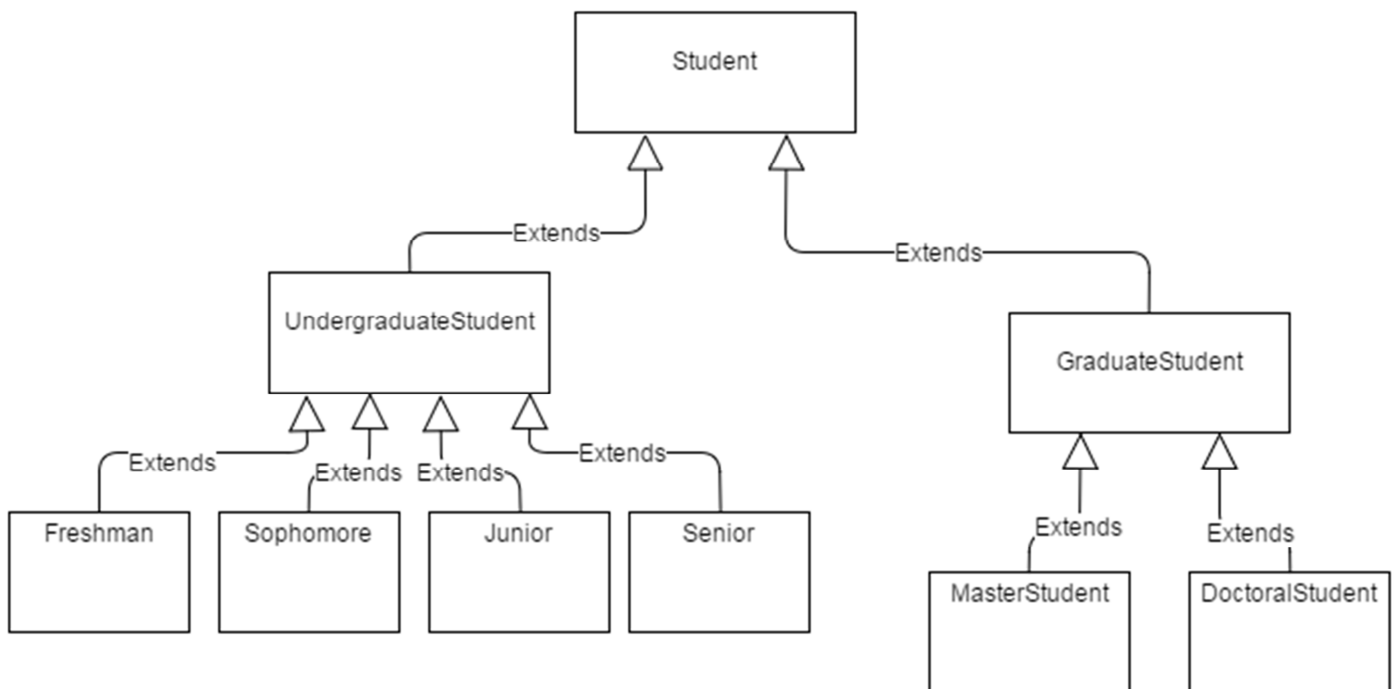 Student
Extends
Extends
UndergraduateStudent
GraduateStudent
Extends
Extends
Extends
Extends
Extends
Extends
Freshman
Sophomore
Junior
Senior
MasterStudent
DoctoralStudent